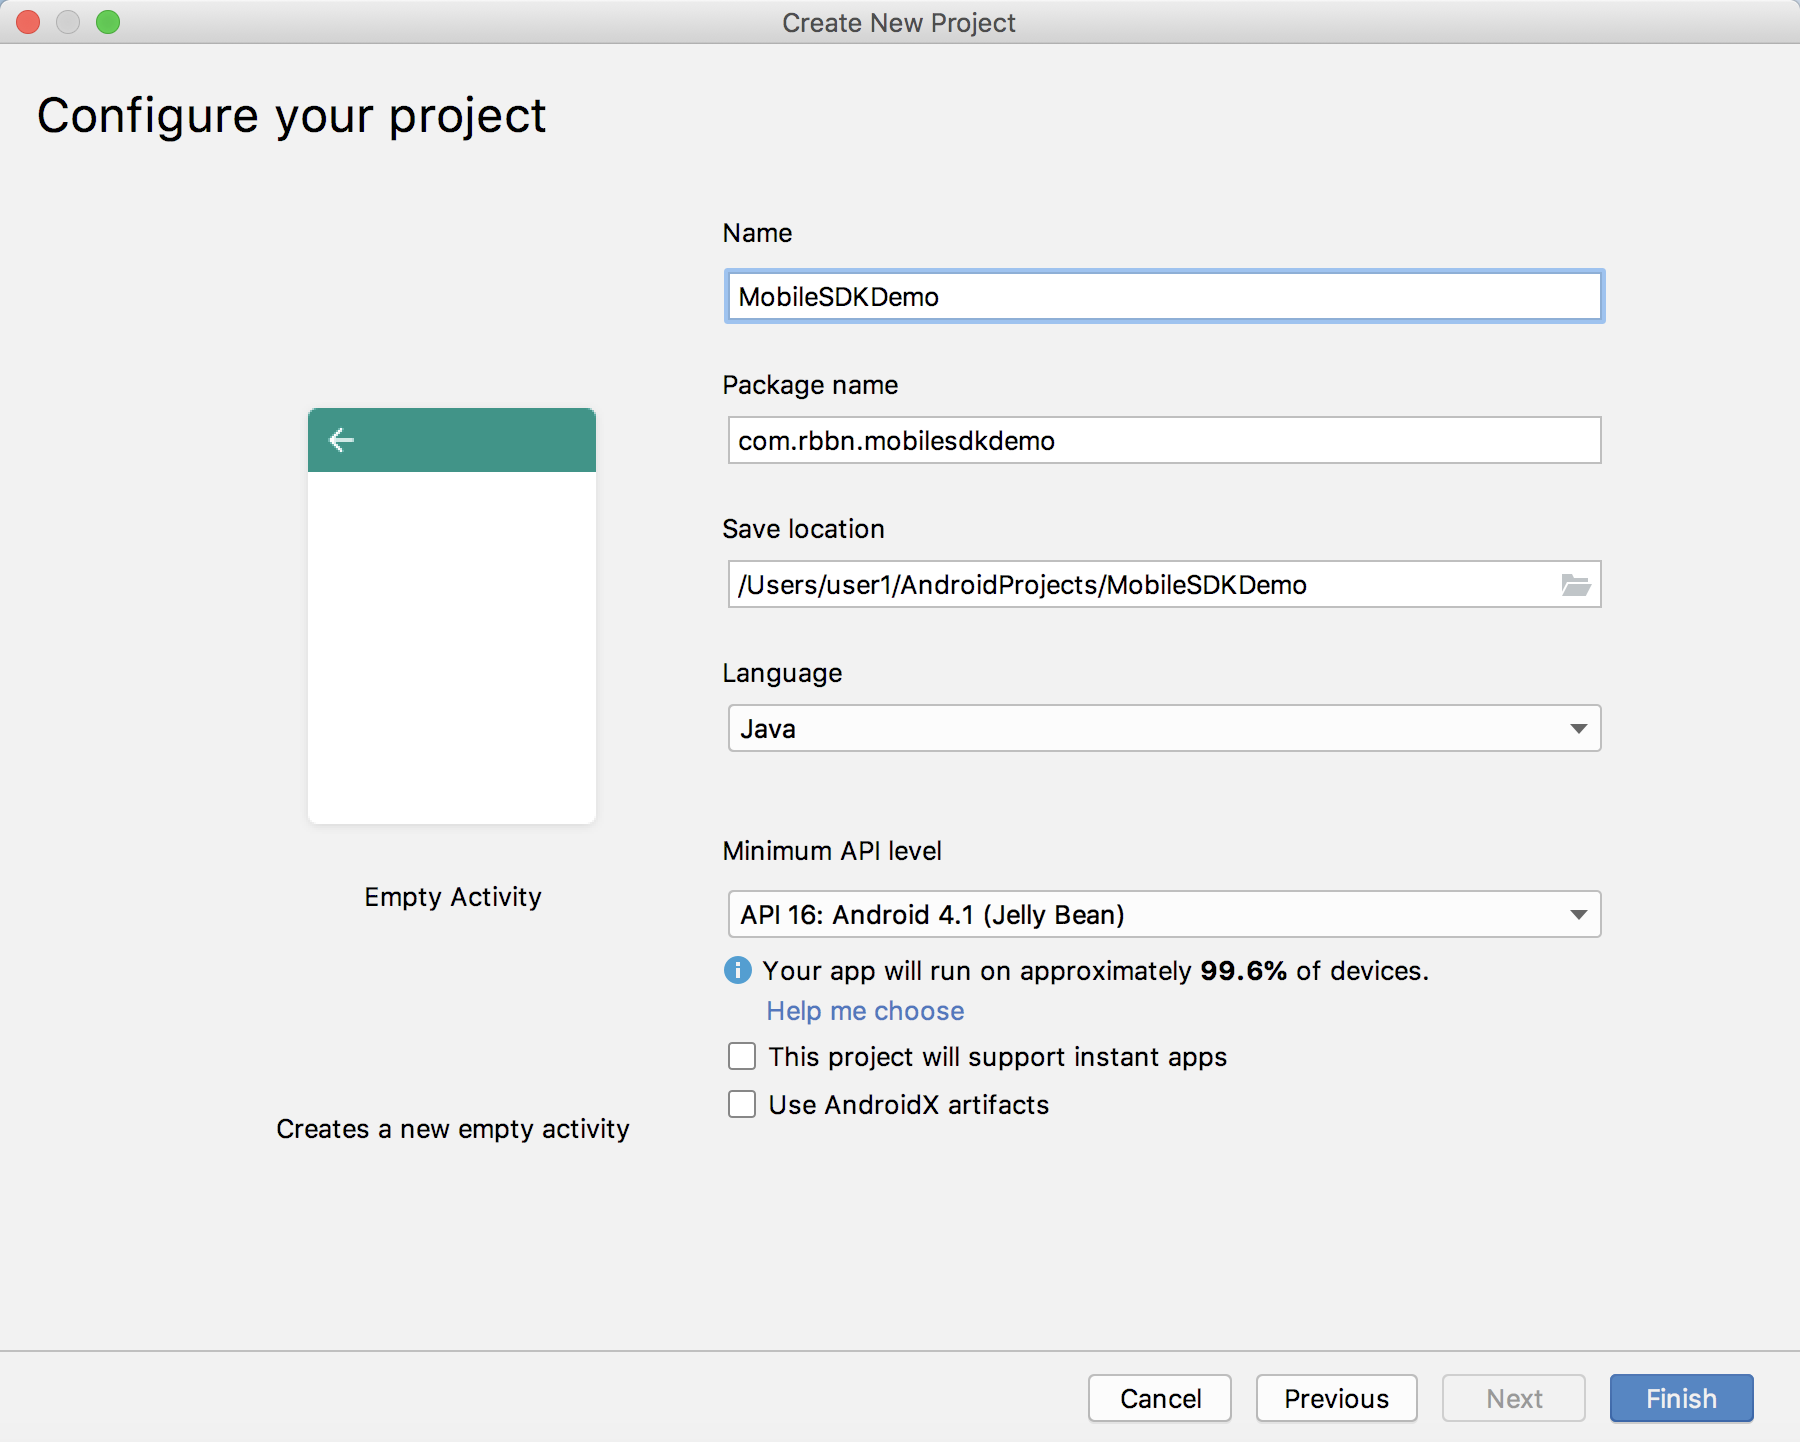 Create New Project
Configure your project
Name
MobileSDKDemo
Package name
com.rbbn.mobilesdkdemo
Save location
/Users/user1/AndroidProjects/MobileSDKDemo
Language
Java
Minimum API level
API 16: Android 4.1 (Jelly Bean)
Your app will run on approximately 99.6% of devices.
Help me choose
This project will support instant apps
Use AndroidX artifacts
Empty Activity
Creates a new empty activity
Cancel
Previous
Next
Finish